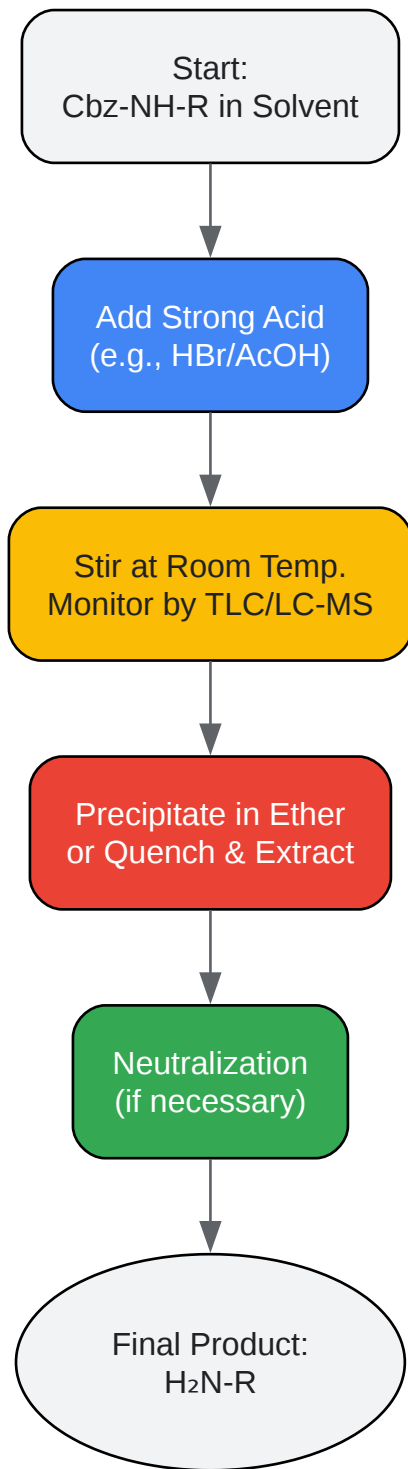 Start:
Cbz-NH-R in Solvent
Add Strong Acid
(e.g., HBr/AcOH)
Stir at Room Temp.
Monitor by TLC/LC-MS
Precipitate in Ether
or Quench & Extract
Neutralization
(if necessary)
Final Product:
H₂N-R